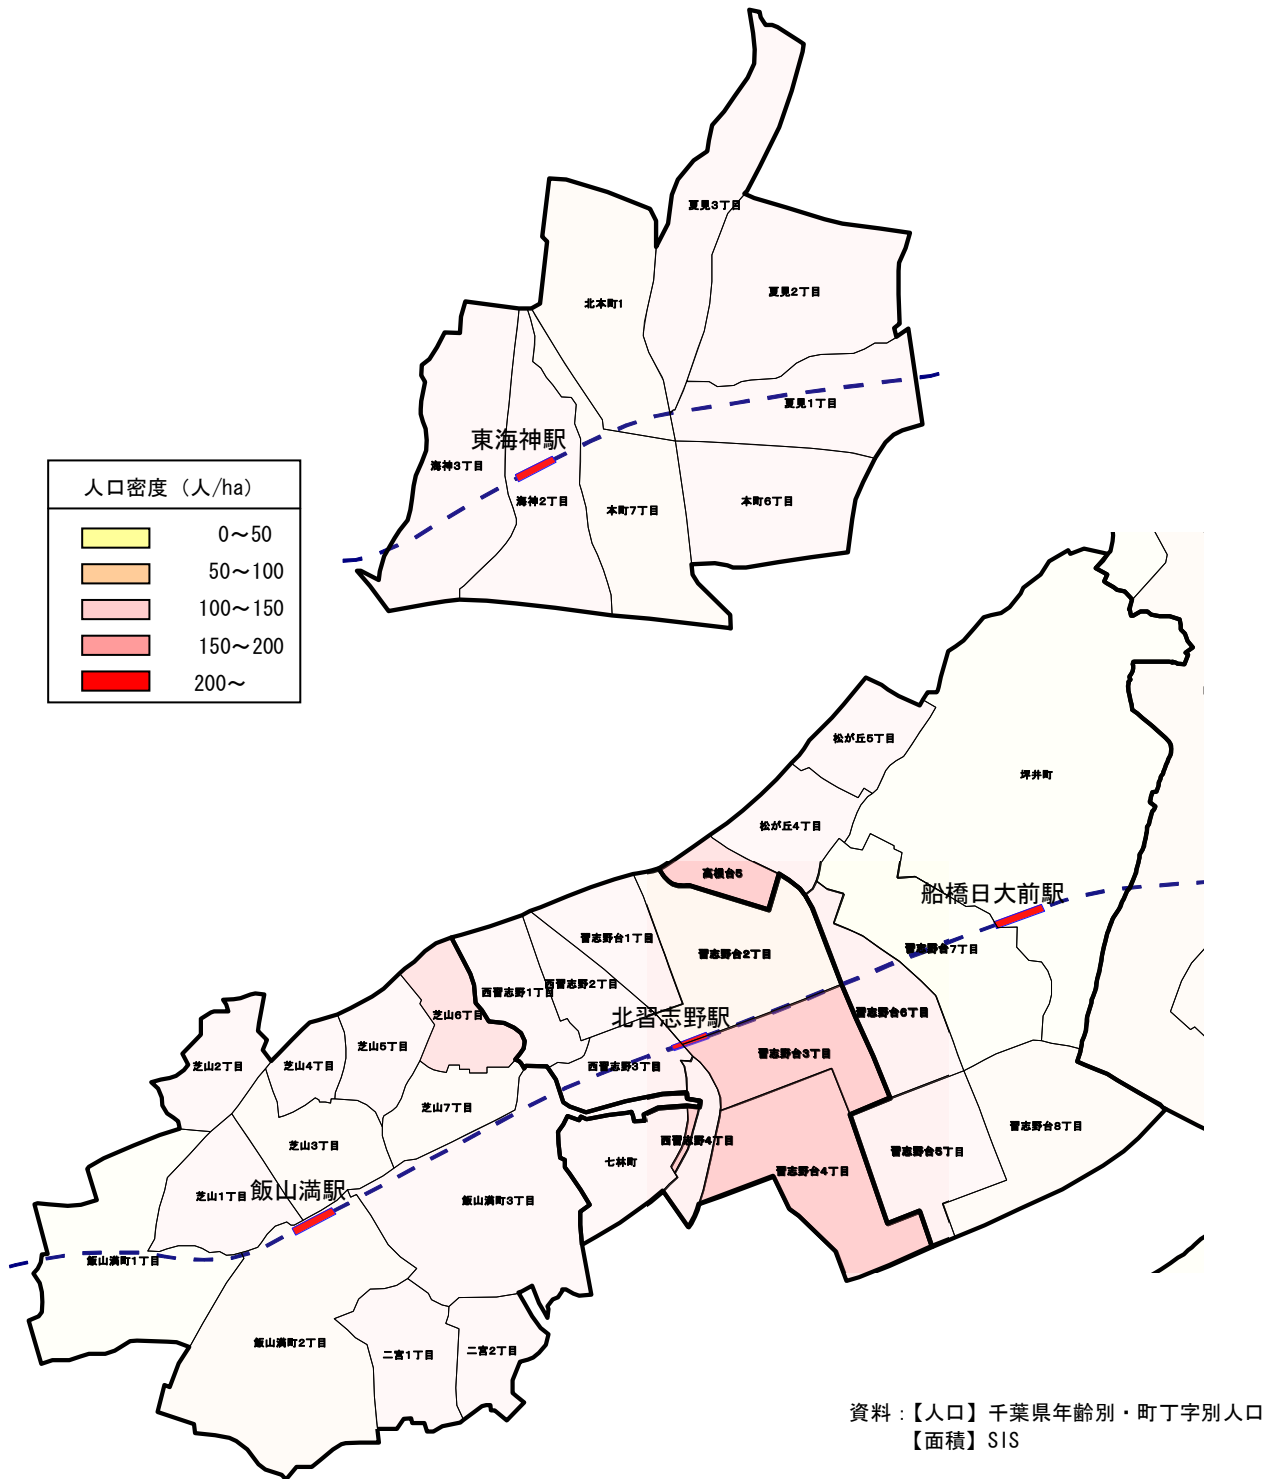 夏見3丁目
夏見2丁目
北本町1
夏見1丁目
東海神駅
海神3丁目
海神2丁目
本町7丁目
本町6丁目
人口密度（人/ha）
0～50
50～100
100～150
150～200
200～
松が丘5丁目
坪井町
松が丘4丁目
高根台5
船橋日大前駅
習志野台7丁目
習志野台1丁目
習志野台2丁目
西習志野2丁目
西習志野1丁目
北習志野駅
習志野台6丁目
芝山6丁目
芝山5丁目
芝山4丁目
芝山2丁目
西習志野3丁目
習志野台3丁目
芝山7丁目
芝山3丁目
習志野台8丁目
西習志野4丁目
習志野台5丁目
七林町
習志野台4丁目
飯山満駅
芝山1丁目
飯山満町3丁目
飯山満町1丁目
飯山満町2丁目
二宮1丁目
二宮2丁目
資料：【人口】千葉県年齢別・町丁字別人口
【面積】SIS